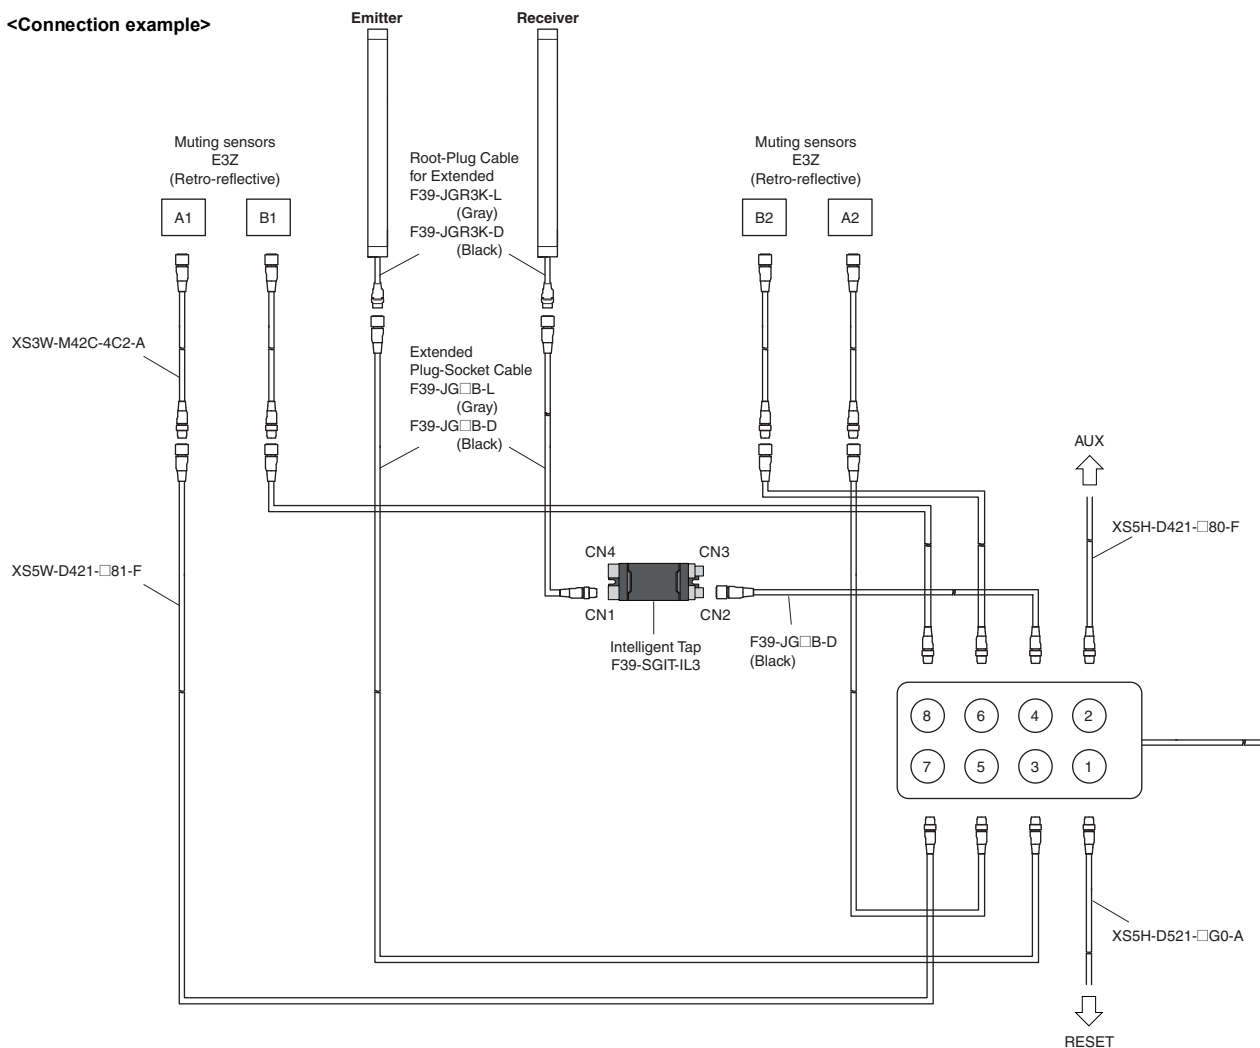 <Connection example>
Emitter
Receiver
Muting sensors
E3Z
(Retro-reflective)
A1
B1
Root-Plug Cable
for Extended
F39-JGR3K-L
(Gray)
F39-JGR3K-D
(Black)
Muting sensors
E3Z
(Retro-reflective)
B2
A2
XS3W-M42C-4C2-A
Extended
Plug-Socket Cable
F39-JG□B-L
(Gray)
F39-JG□B-D
(Black)
AUX
XS5H-D421-□80-F
XS5W-D421-□81-F
CN4
CN3
CN1
CN2
Intelligent Tap
F39-SGIT-IL3
F39-JG□B-D
(Black)
8 6 4 2
7 5 3 1
XS5H-D521-□G0-A
RESET